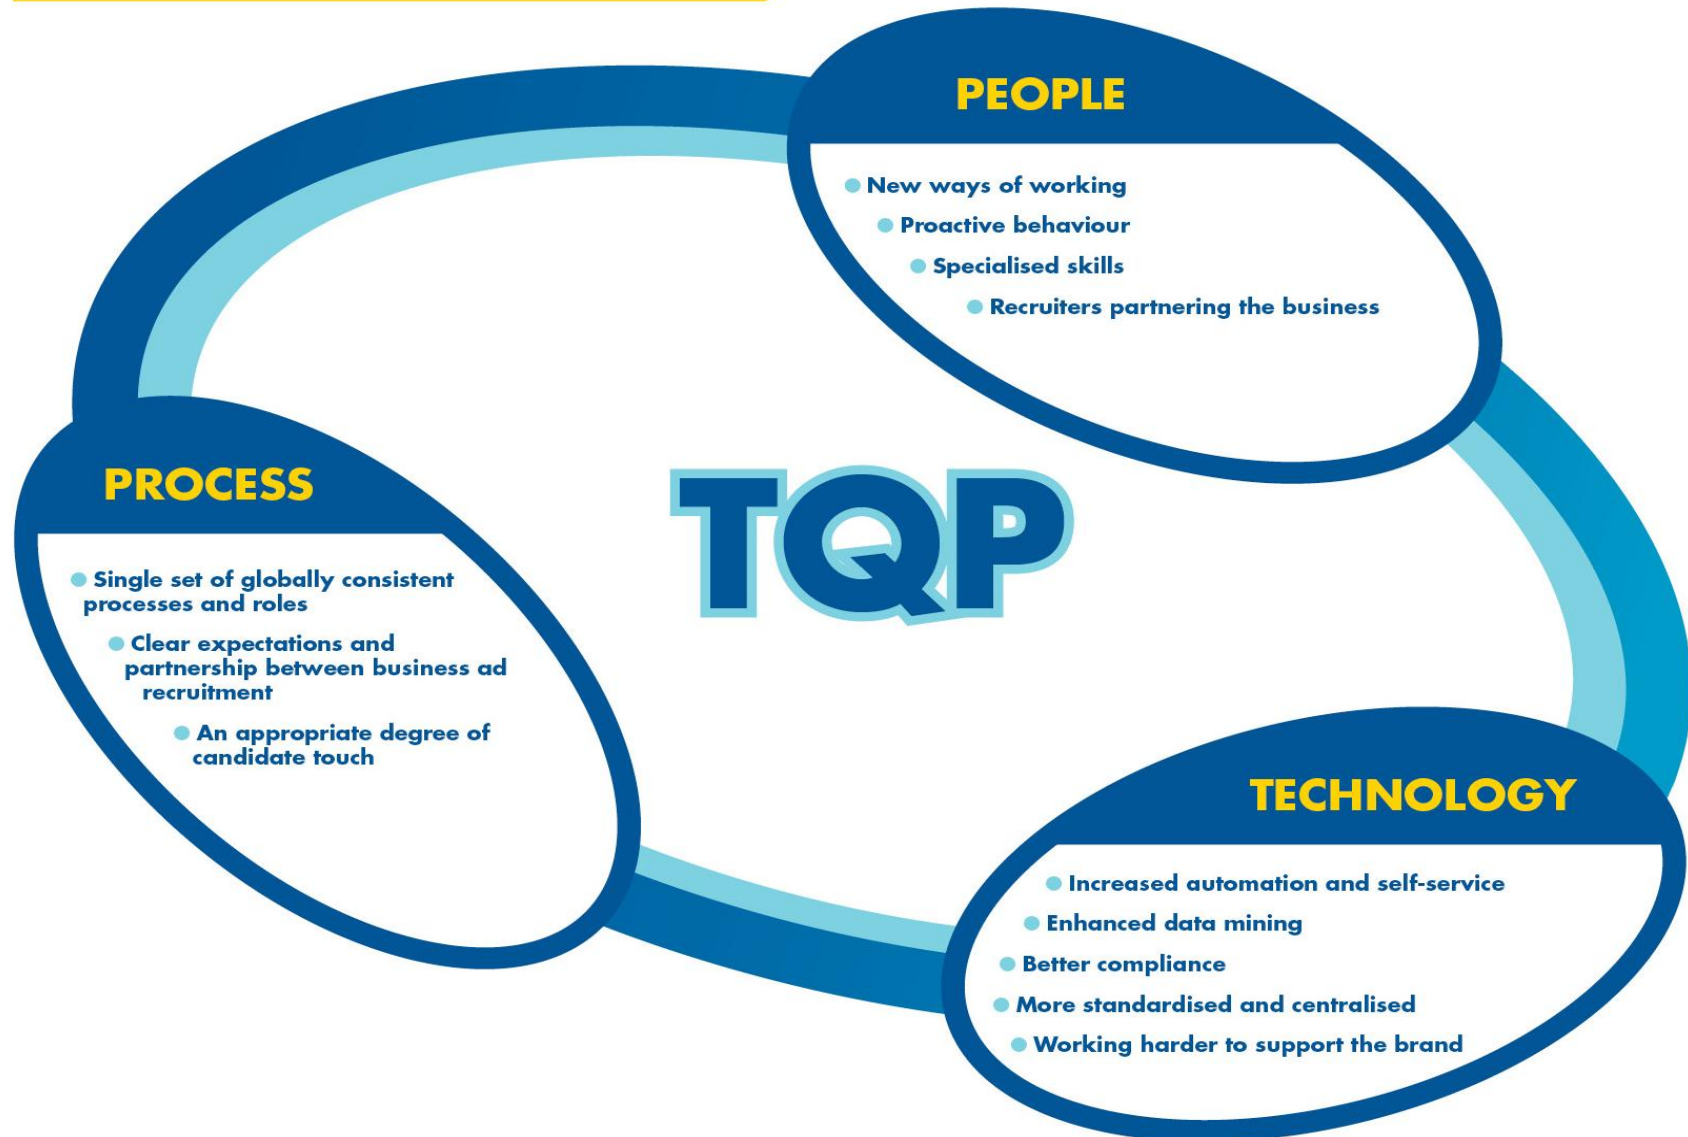 PEOPLE
New ways of working
Proactive behaviour
Specialised skills
Recruiters partnering the business
PROCESS
Single set of globally consistent
processes and roles
Clear expectations and
partnership between business ad
recruitment
An appropriate degree of
candidate touch
TQP
TECHNOLOGY
Increased automation and self-service
Enhanced data mining
Better compliance
More standardised and centralised
Working harder to support the brand